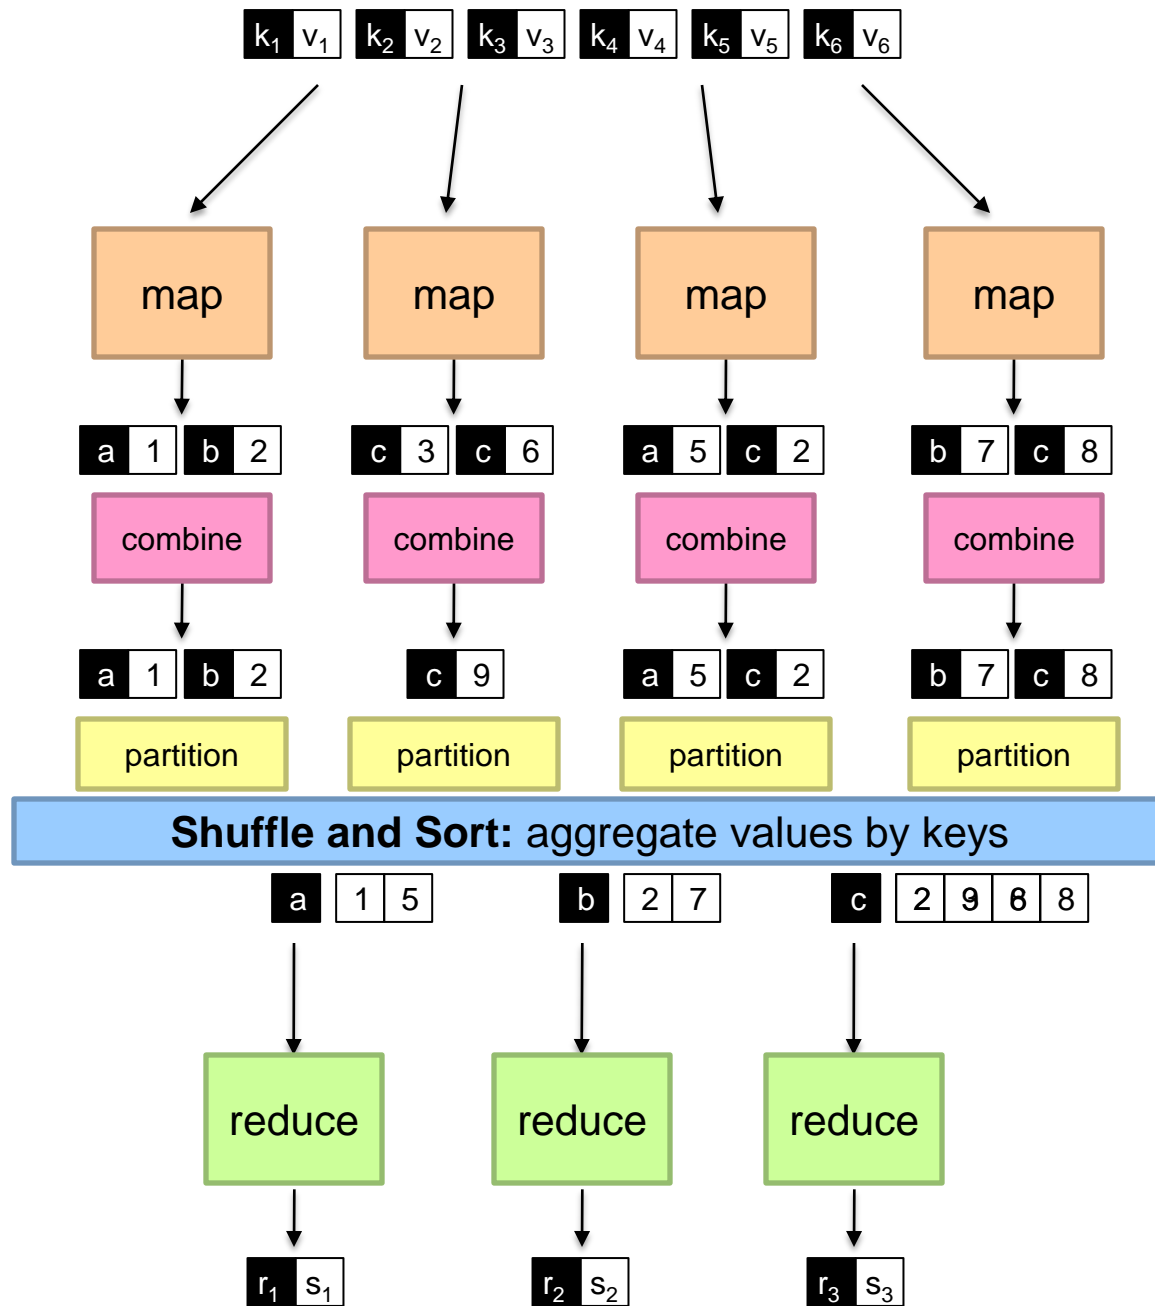 k1 v1 k2 v2 k3 v3 k4 v4 k5 v5 k6 v6
map map map map
a 1 b 2 c 3 c 6 a 5 c 2 b 7 c 8
combine combine combine combine
a 1 b 2 c 9 a 5 c 2 b 7 c 8
partition partition partition partition
Shuffle and Sort: aggregate values by keys
a 1 5 b 2 7 c 2 8
reduce reduce reduce
r1 s1 r2 s2 r3 s3